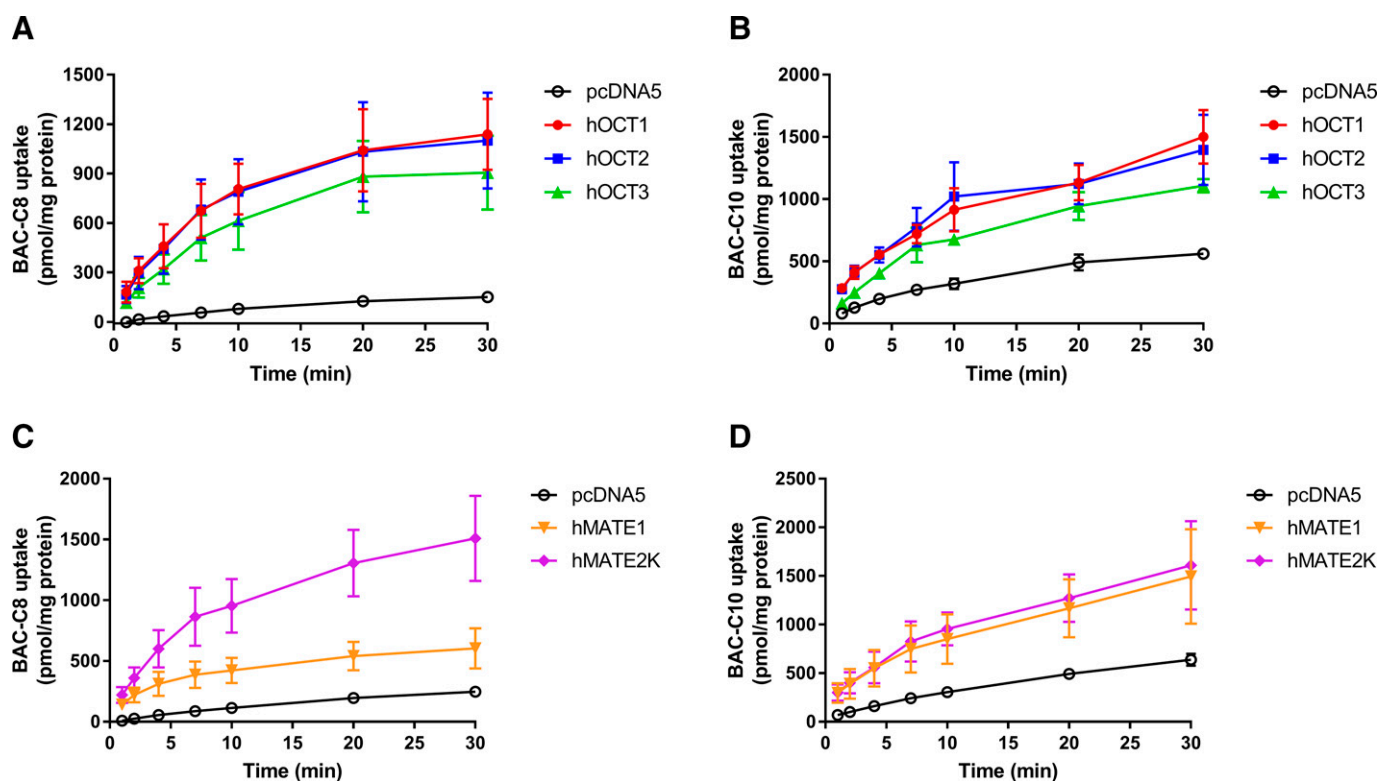 A
BAC-C8 uptake
(pmol/mg protein)
1500
1200
900
600
300
0
0 5 10 15 20 25 30
Time (min)
pcDNA5
hOCT1
hOCT2
hOCT3
B
BAC-C10 uptake
(pmol/mg protein)
2000
1500
1000
500
0
0 5 10 15 20 25 30
Time (min)
pcDNA5
hOCT1
hOCT2
hOCT3
C
BAC-C8 uptake
(pmol/mg protein)
2000
1500
1000
500
0
0 5 10 15 20 25 30
Time (min)
pcDNA5
hMATE1
hMATE2K
D
BAC-C10 uptake
(pmol/mg protein)
2500
2000
1500
1000
500
0
0 5 10 15 20 25 30
Time (min)
pcDNA5
hMATE1
hMATE2K